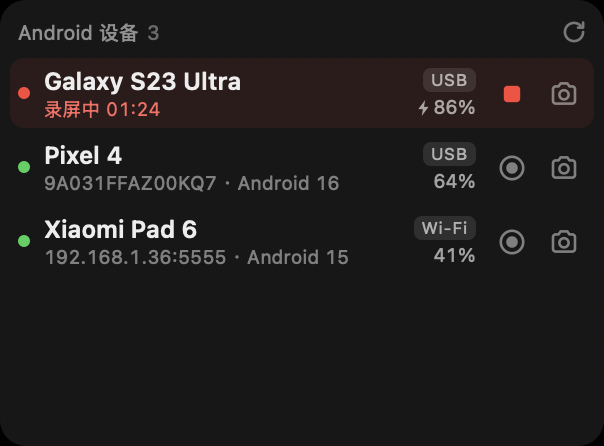 Android 设备 3
Galaxy S23 Ultra USB
录屏中 01:24 86%
Pixel 4 USB
9A031FFAZ00KQ7 · Android 16 64%
Xiaomi Pad 6 Wi-Fi
192.168.1.36:5555 · Android 15 41%